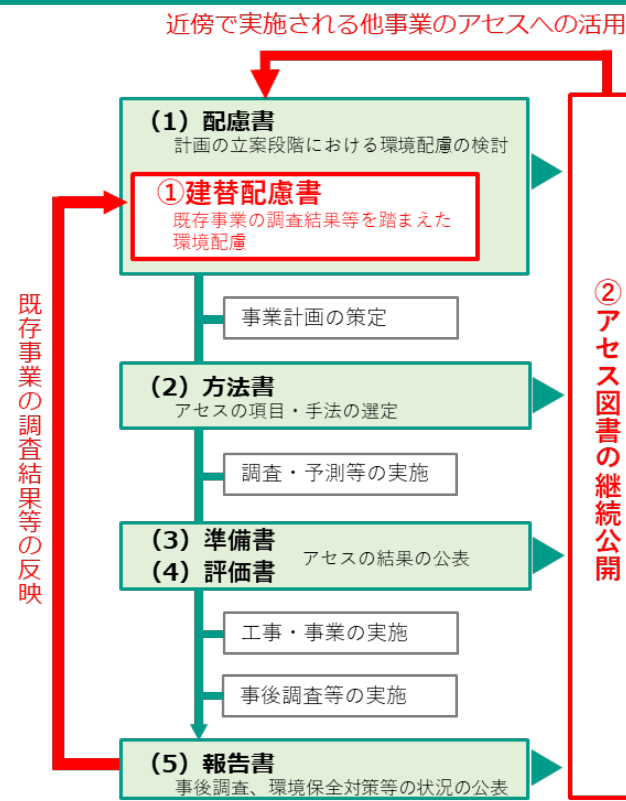 近傍で実施される他事業のアセスへの活用
（1）配慮書
計画の立案段階における環境配慮の検討
①建替配慮書
既存事業の調査結果等を踏まえた
環境配慮
事業計画の策定
（2）方法書
アセスの項目・手法の選定
調査・予測等の実施
（3）準備書
（4）評価書
アセスの結果の公表
工事・事業の実施
事後調査等の実施
（5）報告書
事後調査、環境保全対策等の状況の公表
既存事業の調査結果等の反映
②アセス図書の継続公開